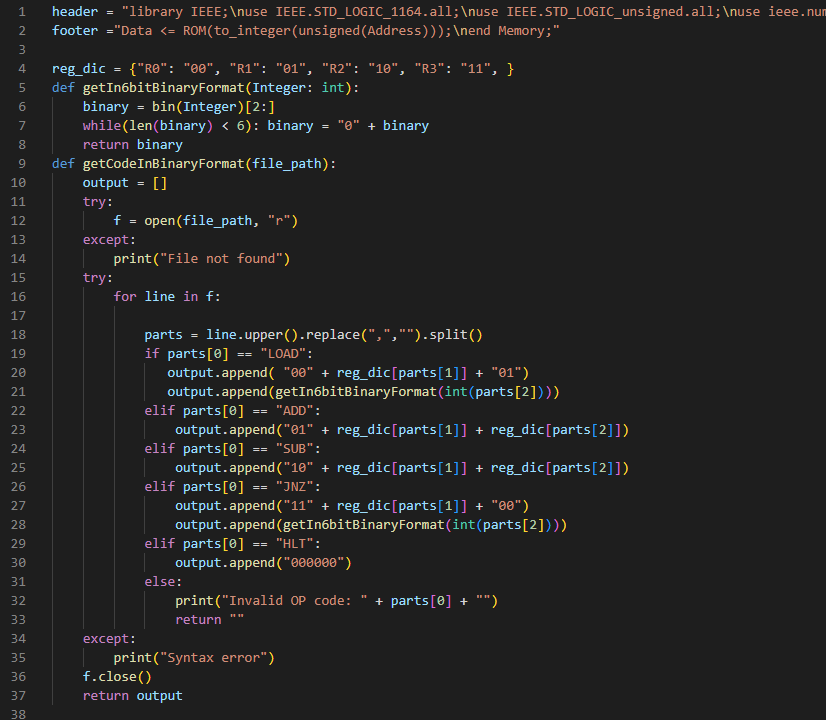 1 header = "library IEEE;\nuse IEEE.STD_LOGIC_1164.all;\nuse IEEE.STD_LOGIC_unsigned.all;\nuse ieee.num
2 footer ="Data <= ROM(to_integer(unsigned(Address)));\nend Memory;"
3
4 reg_dic = {"R0": "00", "R1": "01", "R2": "10", "R3": "11", }
5 def getIn6bitBinaryFormat(Integer: int):
6     binary = bin(Integer)[2:]
7     while(len(binary) < 6): binary = "0" + binary
8     return binary
9 def getCodeInBinaryFormat(file_path):
10     output = []
11     try:
12         f = open(file_path, "r")
13     except:
14         print("File not found")
15     try:
16         for line in f:
17
18             parts = line.upper().replace(",","").split()
19             if parts[0] == "LOAD":
20                output.append( "00" + reg_dic[parts[1]] + "01")
21                output.append(getIn6bitBinaryFormat(int(parts[2])))
22             elif parts[0] == "ADD":
23                 output.append("01" + reg_dic[parts[1]] + reg_dic[parts[2]])
24             elif parts[0] == "SUB":
25                 output.append("10" + reg_dic[parts[1]] + reg_dic[parts[2]])
26             elif parts[0] == "JNZ":
27                 output.append("11" + reg_dic[parts[1]] + "00")
28                 output.append(getIn6bitBinaryFormat(int(parts[2])))
29             elif parts[0] == "HLT":
30                 output.append("000000")
31             else:
32                 print("Invalid OP code: " + parts[0] + "")
33                 return ""
34     except:
35         print("Syntax error")
36     f.close()
37     return output
38